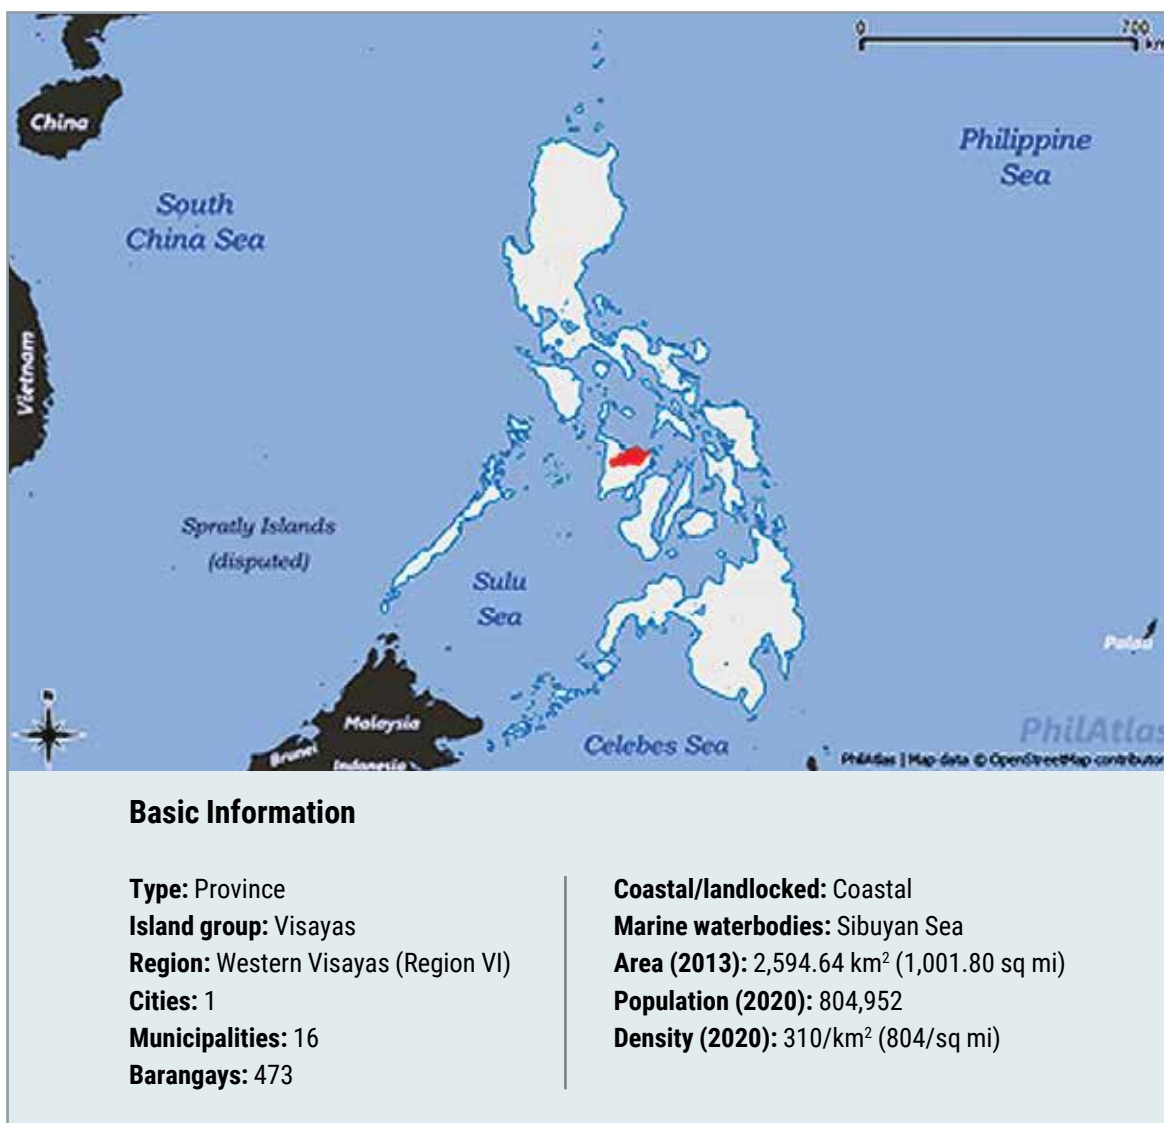 0 700
km
China
Philippine
Sea
South
China Sea
Vietnam
Spratly Islands
(disputed)
Sulu
Sea
Palau
N
Malaysia
PhilAtlas
Brunei
Celebes Sea
Indonesia
PhilAtlas | Map data © OpenStreetMap contributor
Basic Information
Type: Province
Island group: Visayas
Region: Western Visayas (Region VI)
Cities: 1
Municipalities: 16
Barangays: 473
Coastal/landlocked: Coastal
Marine waterbodies: Sibuyan Sea
Area (2013): 2,594.64 km² (1,001.80 sq mi)
Population (2020): 804,952
Density (2020): 310/km² (804/sq mi)